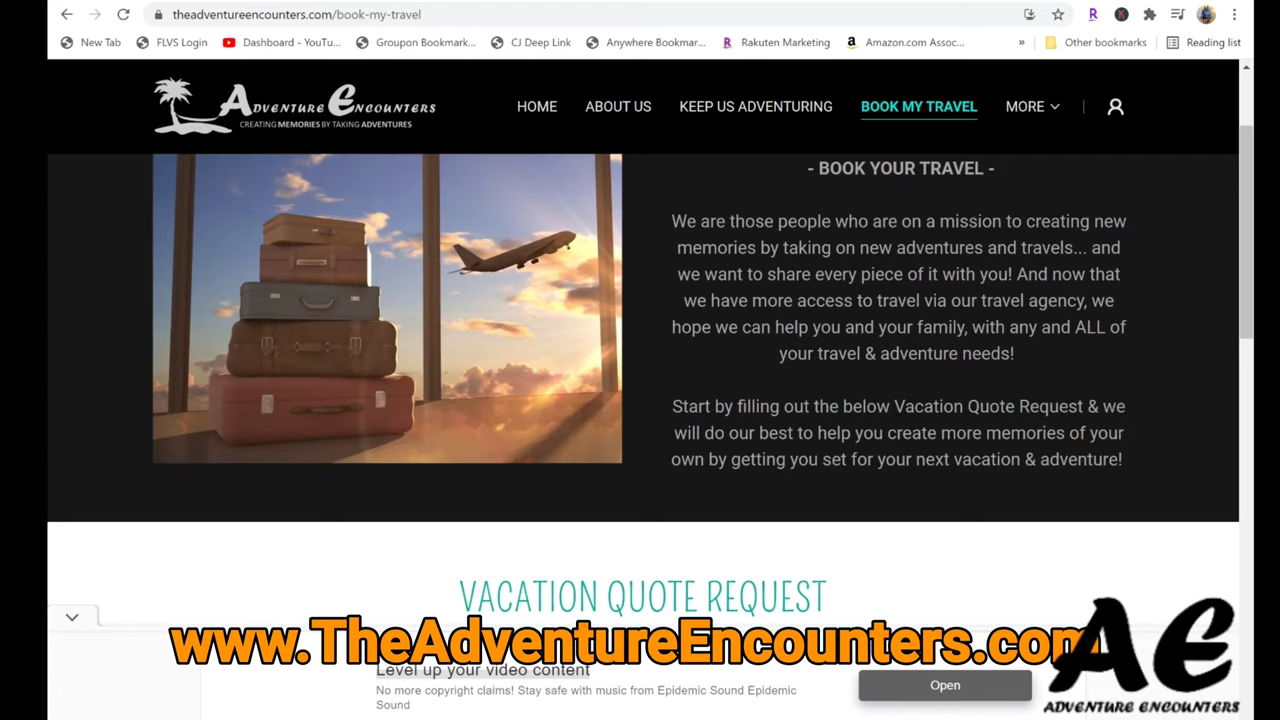 theadventureencounters.com/book-my-travel
New Tab
FLVS Login
Dashboard - YouTu...
Groupon Bookmark...
CJ Deep Link
Anywhere Bookmar...
Rakuten Marketing
Amazon.com Assoc...
»
Other bookmarks
Reading list
ADVENTURE ENCOUNTERS
CREATING MEMORIES BY TAKING ADVENTURES
HOME
ABOUT US
KEEP US ADVENTURING
BOOK MY TRAVEL
MORE
- BOOK YOUR TRAVEL -
We are those people who are on a mission to creating new
memories by taking on new adventures and travels... and
we want to share every piece of it with you! And now that
we have more access to travel via our travel agency, we
hope we can help you and your family, with any and ALL of
your travel & adventure needs!
Start by filling out the below Vacation Quote Request & we
will do our best to help you create more memories of your
own by getting you set for your next vacation & adventure!
VACATION QUOTE REQUEST
www.TheAdventureEncounters.com
Level up your video content
No more copyright claims! Stay safe with music from Epidemic Sound Epidemic
Sound
Open
AE
ADVENTURE ENCOUNTERS